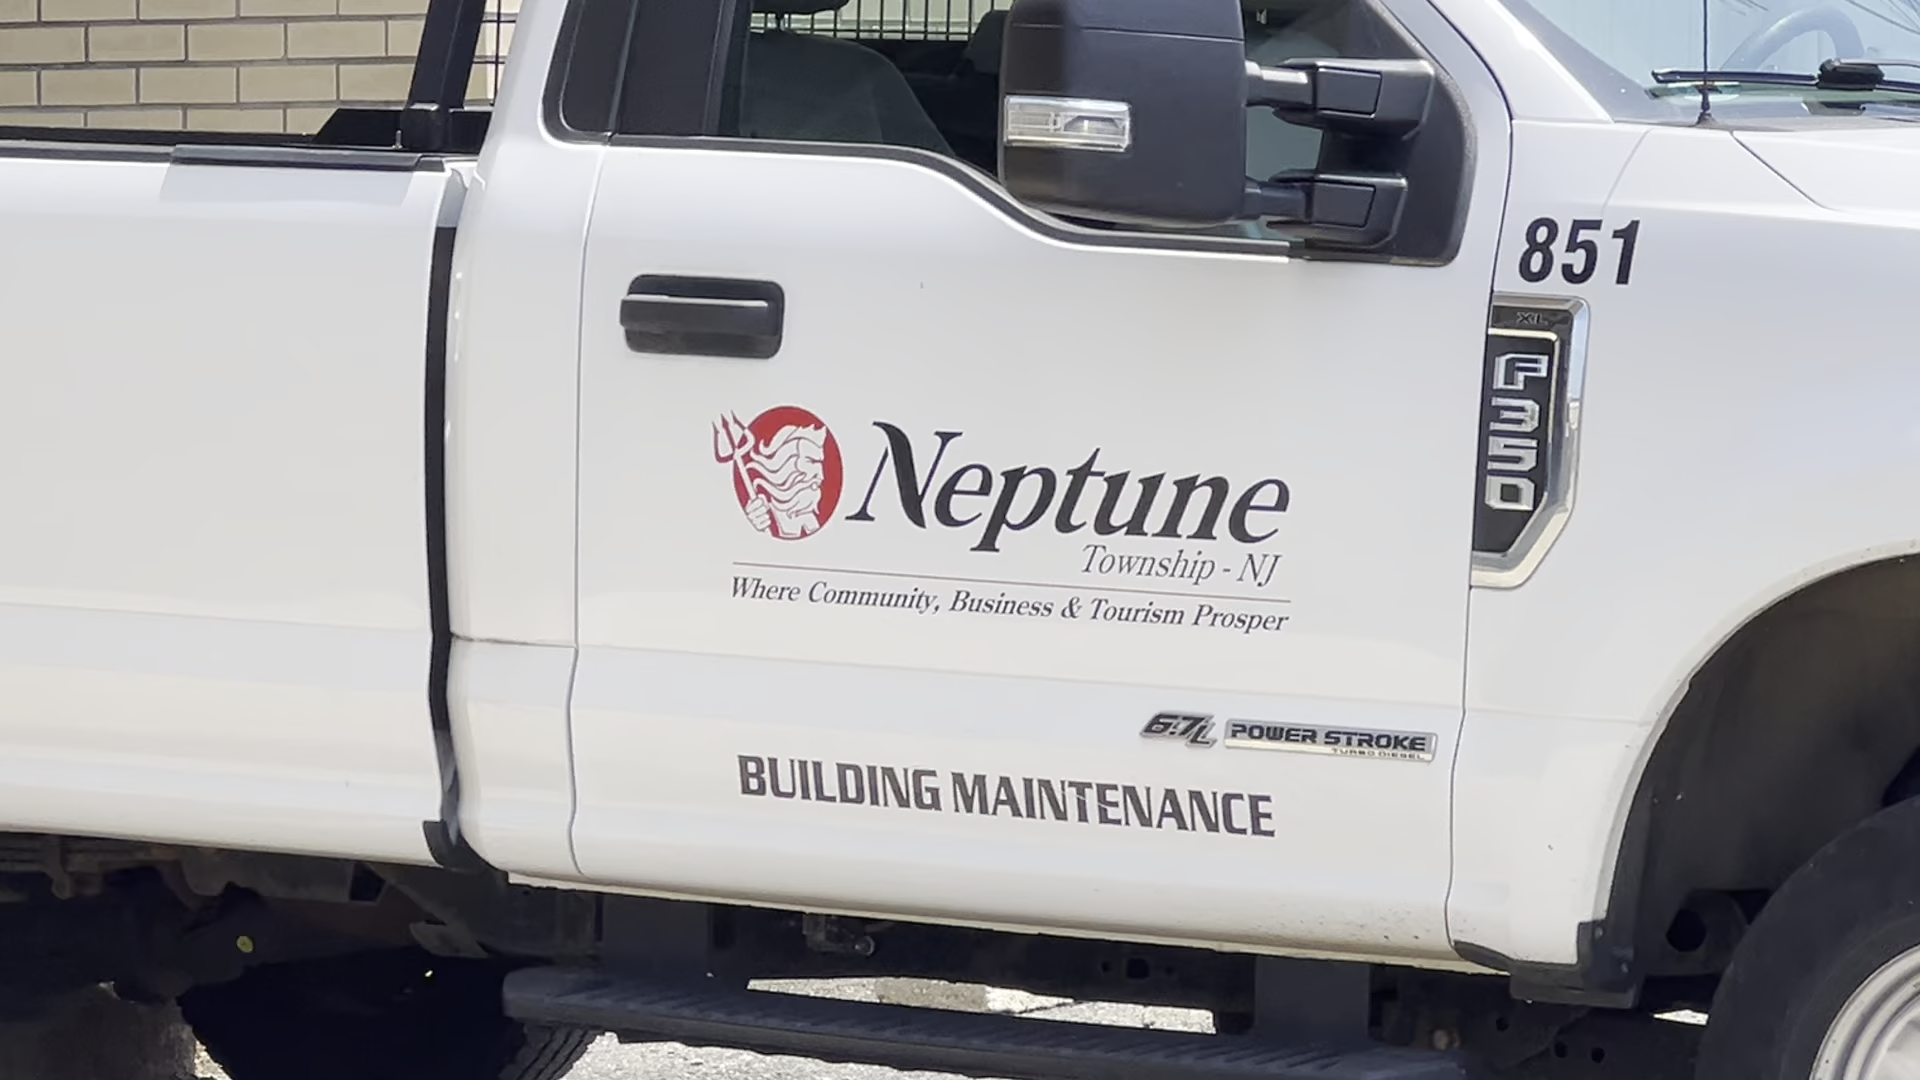 851
XL
F350
Neptune
Township - NJ
Where Community, Business & Tourism Prosper
6.7L POWER STROKE
TURBO DIESEL
BUILDING MAINTENANCE